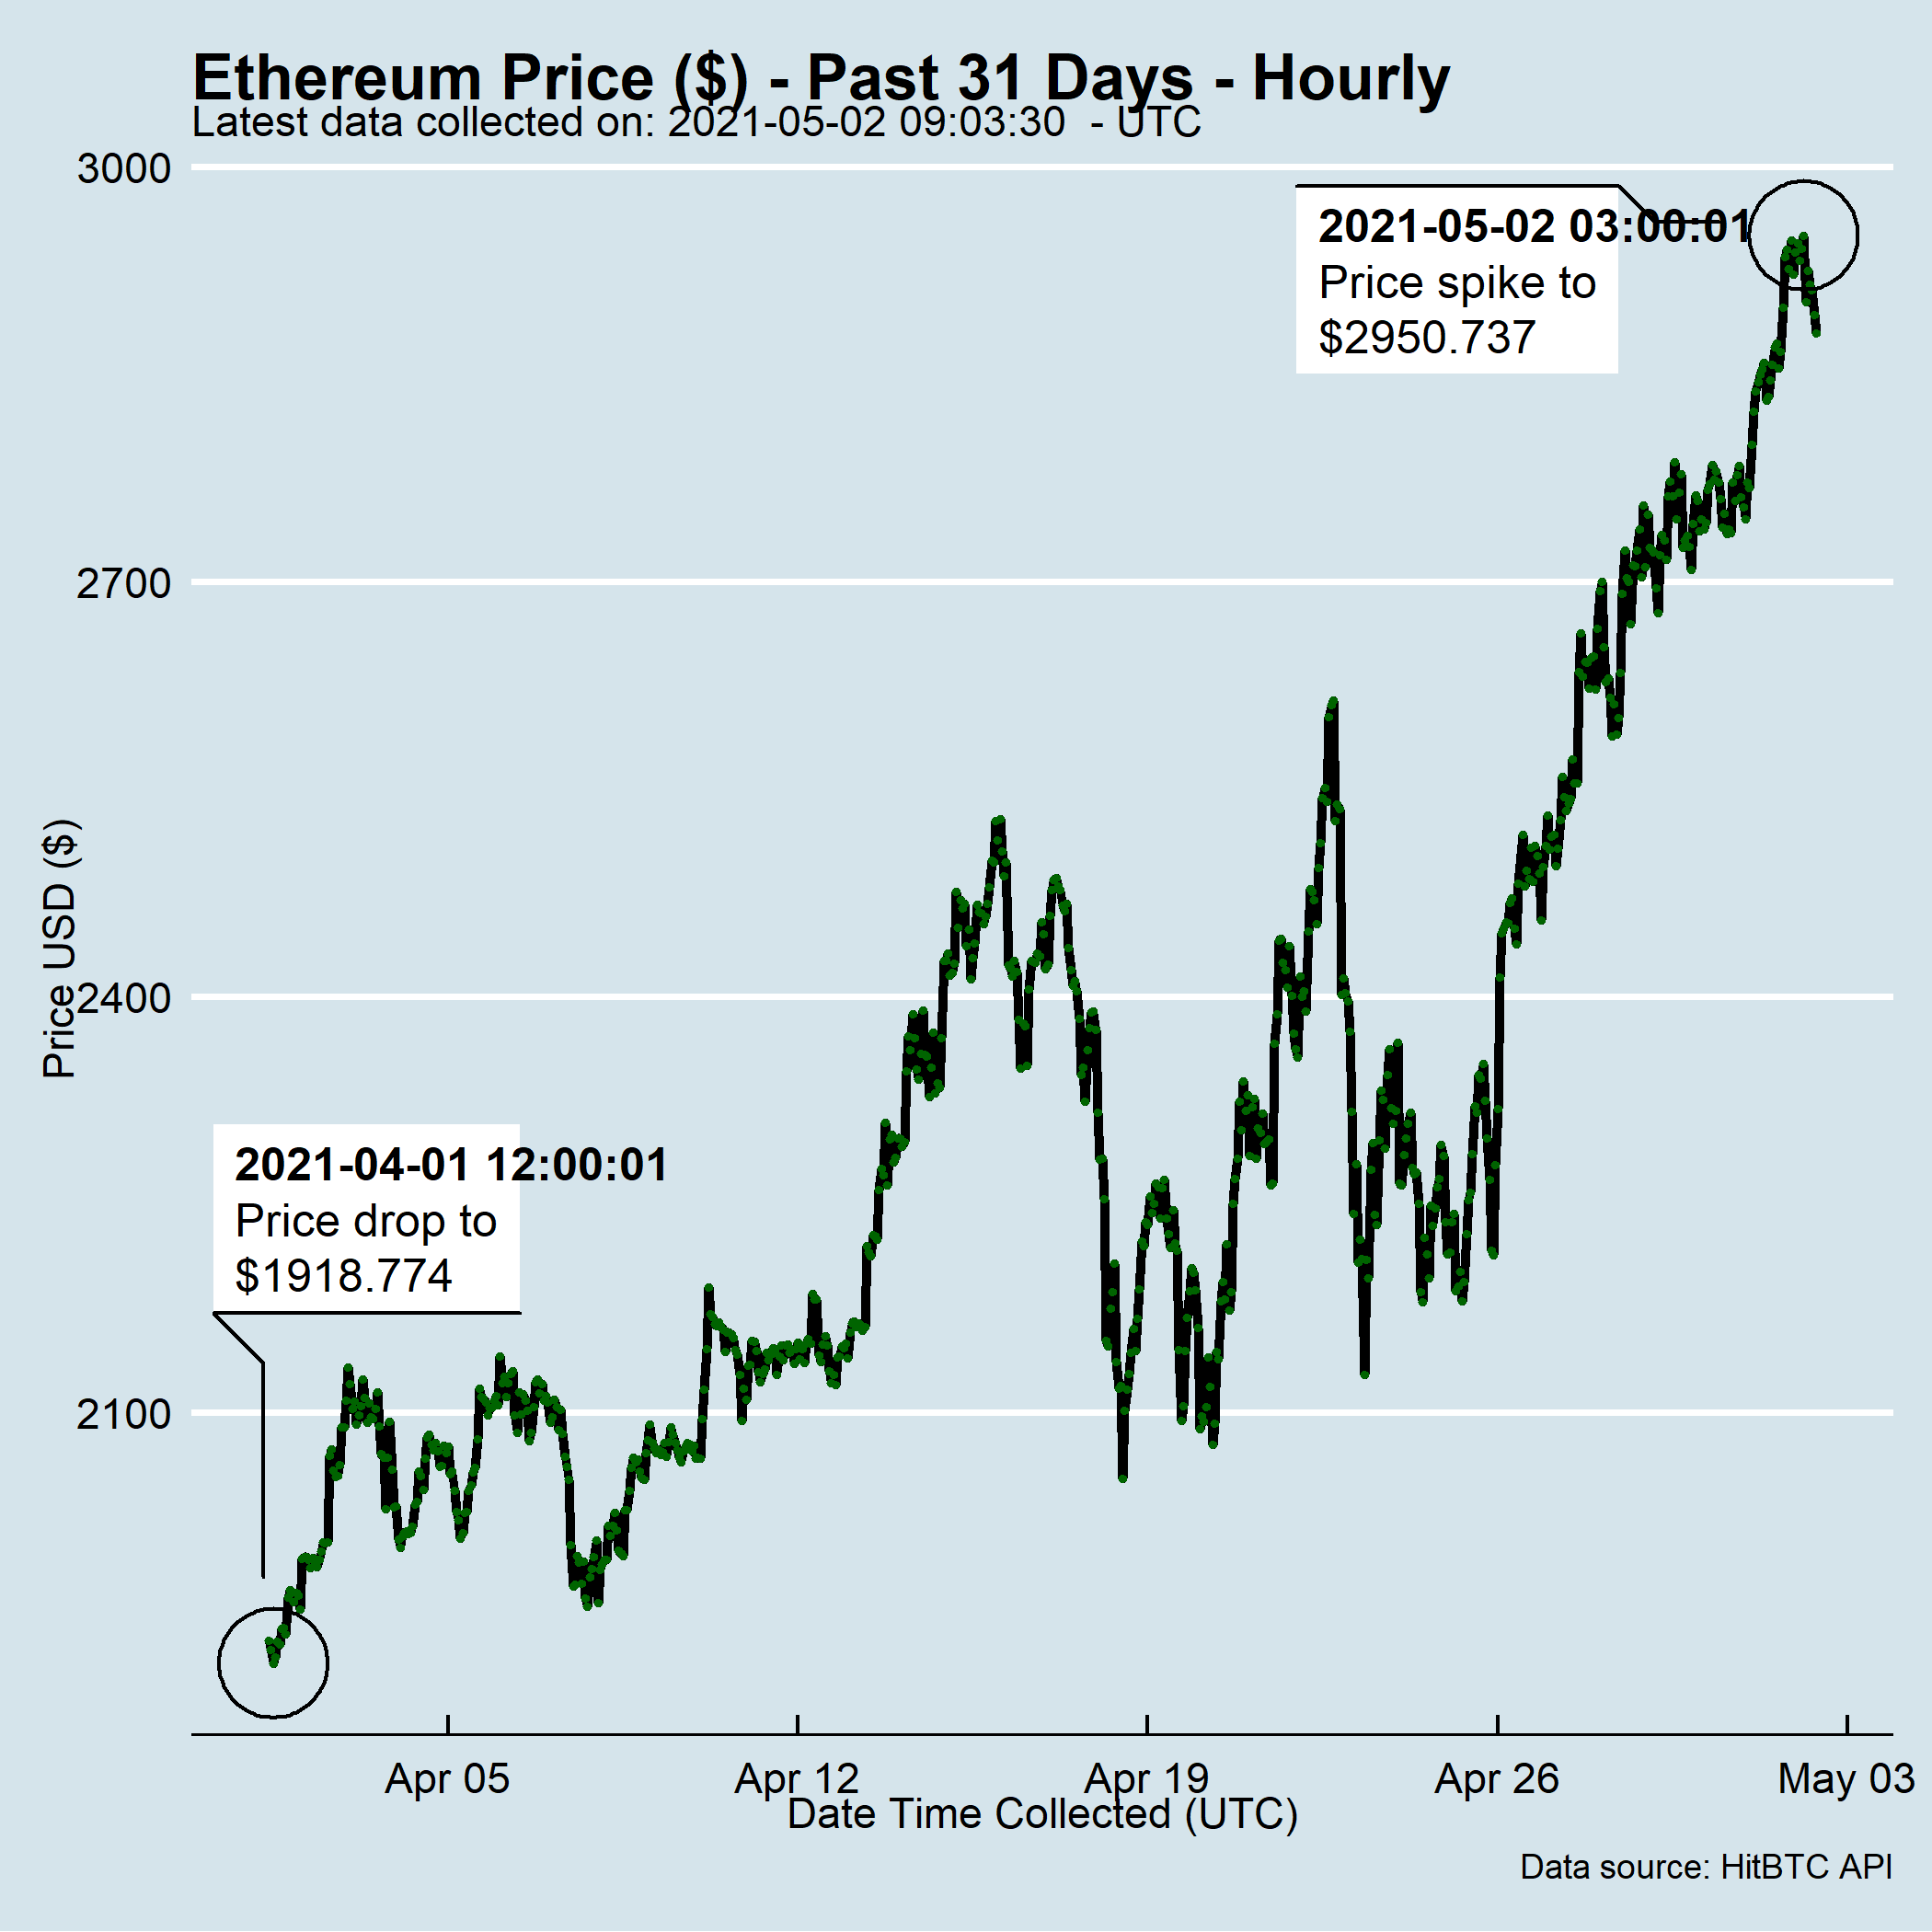 Ethereum Price ($) - Past 31 Days - Hourly
Latest data collected on: 2021-05-02 09:03:30  - UTC
3000
2021-05-02 03:00:01
Price spike to
$2950.737
2700
Price USD ($)
2400
2021-04-01 12:00:01
Price drop to
$1918.774
2100
Apr 05
Apr 12
Apr 19
Apr 26
May 03
Date Time Collected (UTC)
Data source: HitBTC API